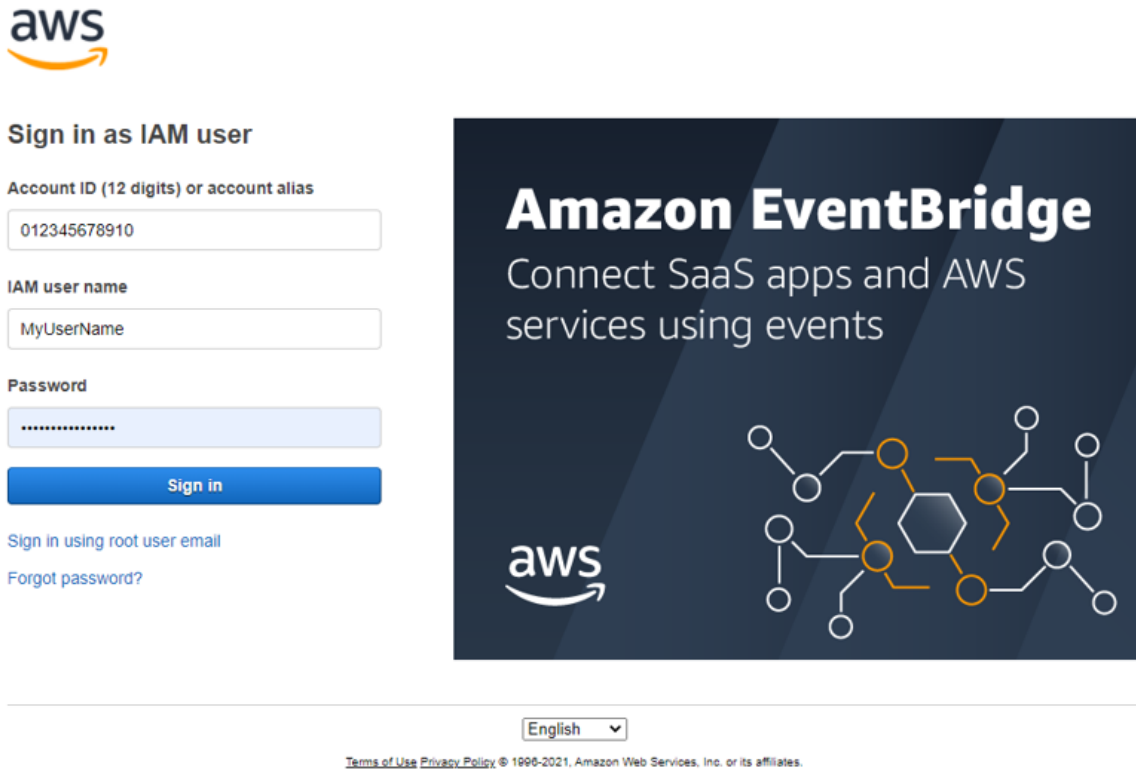 aws
Sign in as IAM user
Account ID (12 digits) or account alias
012345678910
IAM user name
MyUserName
Password
••••••••••••••••
Sign in
Sign in using root user email
Forgot password?
Amazon EventBridge
Connect SaaS apps and AWS
services using events
aws
English
Terms of Use Privacy Policy © 1996-2021, Amazon Web Services, Inc. or its affiliates.